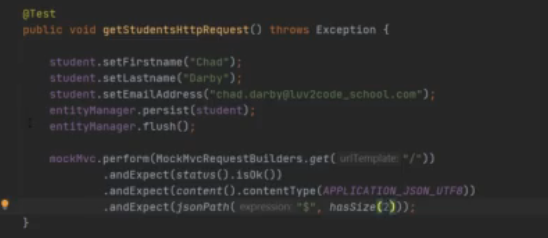 @Test
public void getStudentsHttpRequest() throws Exception {
student.setFirstname("Chad");
student.setLastname("Darby");
student.setEmailAddress("chad.darby@luv2code_school.com");
entityManager.persist(student);
entityManager.flush();
mockMvc.perform(MockMvcRequestBuilders.get( urlTemplate: "/"))
.andExpect(status().isOk())
.andExpect(content().contentType(APPLICATION_JSON_UTF8))
.andExpect(jsonPath( expression: "$", hasSize(2)));
}